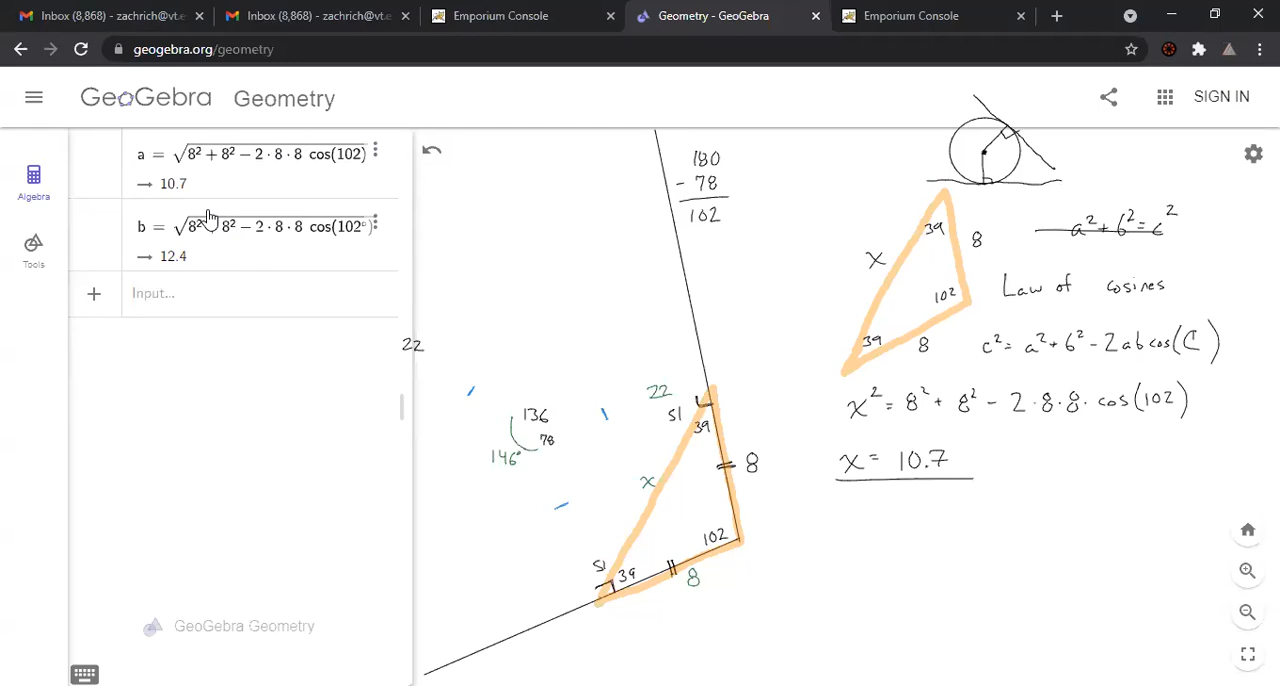 Inbox (8,868) - zachrich@vt.e
Inbox (8,868) - zachrich@vt.e
Emporium Console
Geometry - GeoGebra
Emporium Console
geogebra.org/geometry
GeoGebra Geometry
SIGN IN
Algebra
Tools
a = √8² + 8² − 2 · 8 · 8 cos(102)
→ 10.7
b = √8² 8² − 2 · 8 · 8 cos(102°)
→ 12.4
Input...
GeoGebra Geometry
180
- 78
102
22
22
136
78
146°
51
39
x
8
102
51
39
8
39
x
8
102
39
8
a² + b² = c²
Law of cosines
c² = a² + b² - 2ab cos(C)
x² = 8² + 8² - 2·8·8· cos(102)
x = 10.7